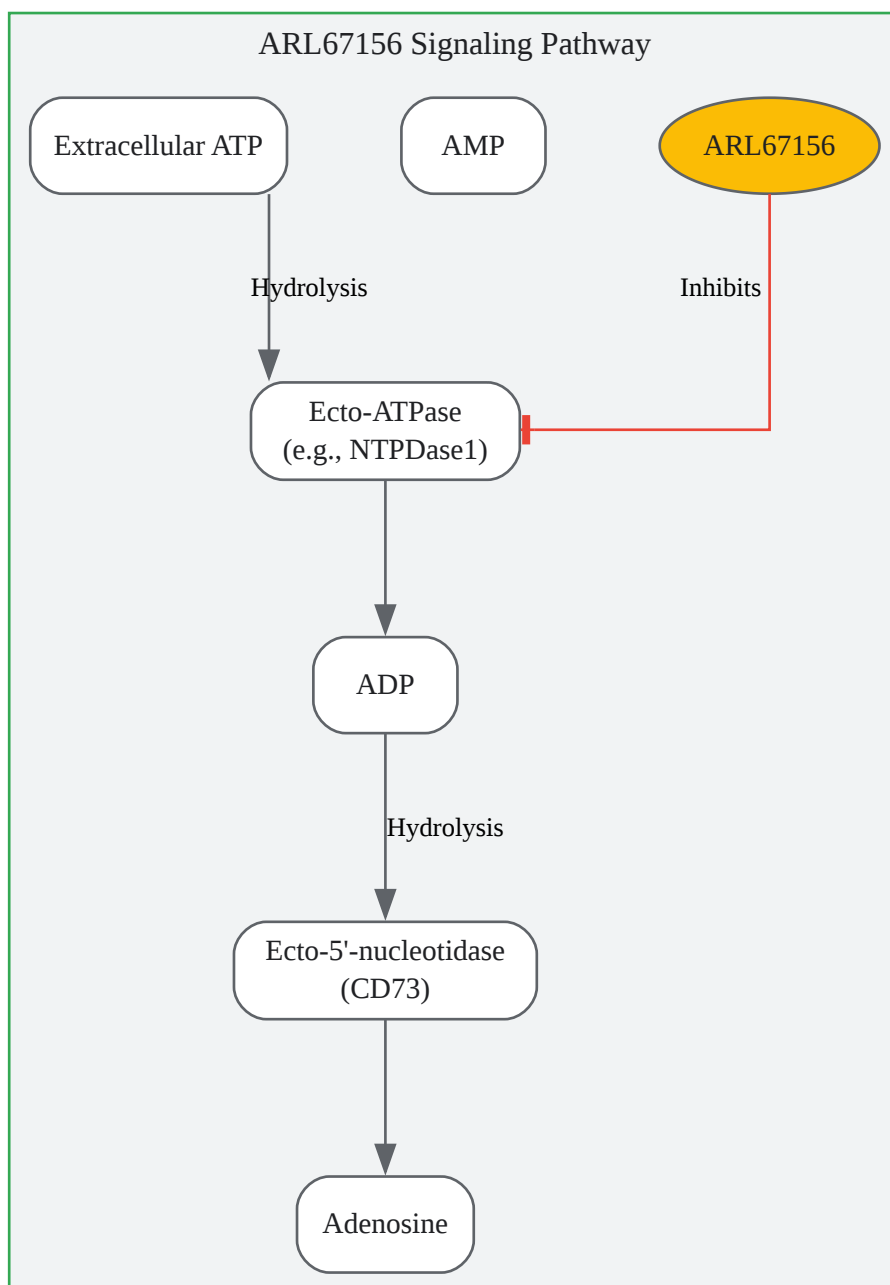 ARL67156 Signaling Pathway
Extracellular ATP
AMP
ARL67156
Hydrolysis
Inhibits
Ecto-ATPase
(e.g., NTPDase1)
ADP
Hydrolysis
Ecto-5'-nucleotidase
(CD73)
Adenosine